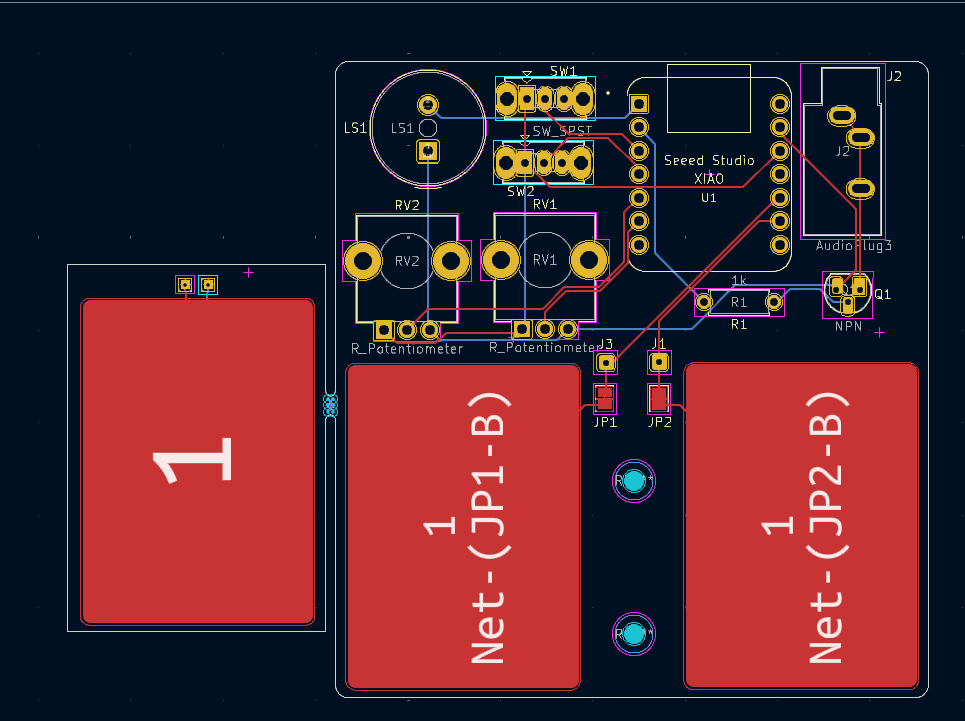 SW1
J2
LS1
LS1
SW_SPST
J2
Seeed Studio
XIAO
U1
SW2
RV2
RV1
AudioPlug3
RV2
RV1
1k
R1
R1
Q1
NPN
R_Potentiometer
R_Potentiometer
J3
J1
JP1
JP2
1
1
Net-(JP1-B)
1
Net-(JP2-B)